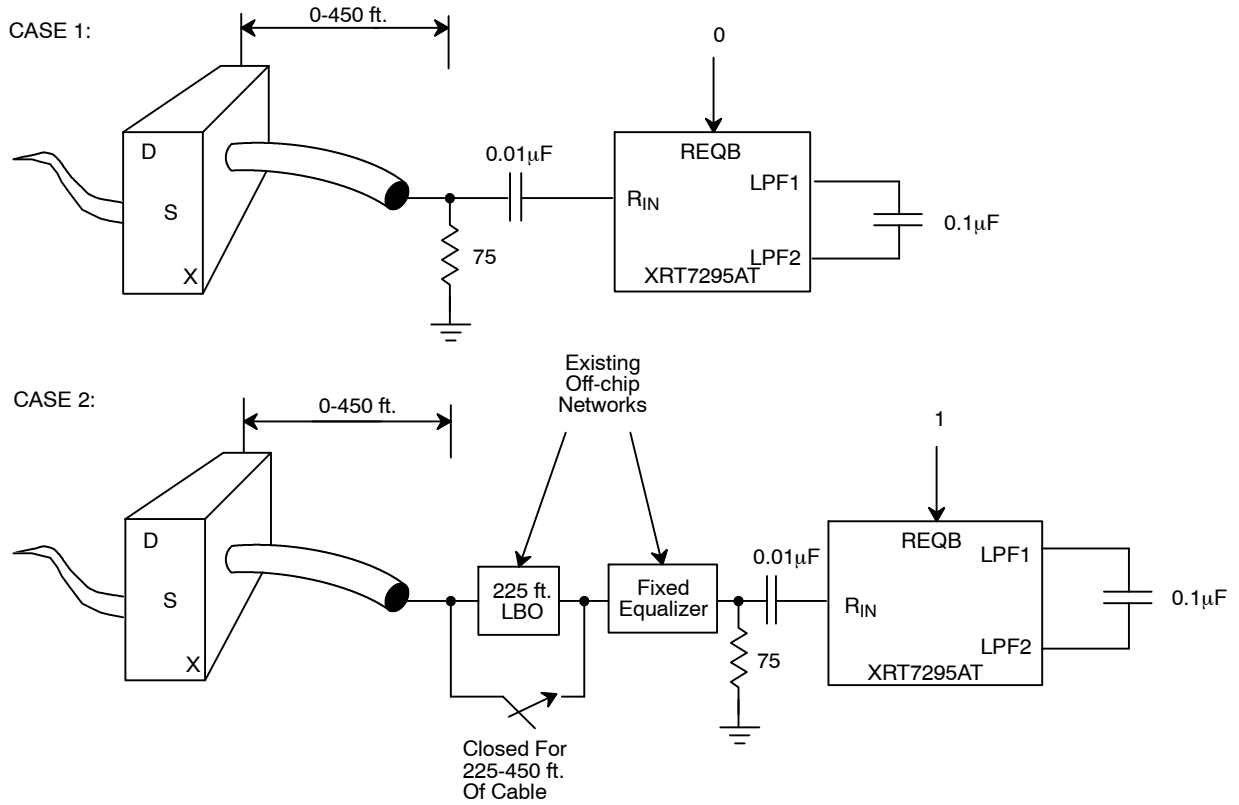 CASE 1:
0-450 ft.
0
D
S
X
0.01μF
75
REQB
RIN
LPF1
LPF2
XRT7295AT
0.1μF
CASE 2:
0-450 ft.
Existing
Off-chip
Networks
1
D
S
X
225 ft.
LBO
Fixed
Equalizer
0.01μF
75
REQB
RIN
LPF1
LPF2
XRT7295AT
0.1μF
Closed For
225-450 ft.
Of Cable